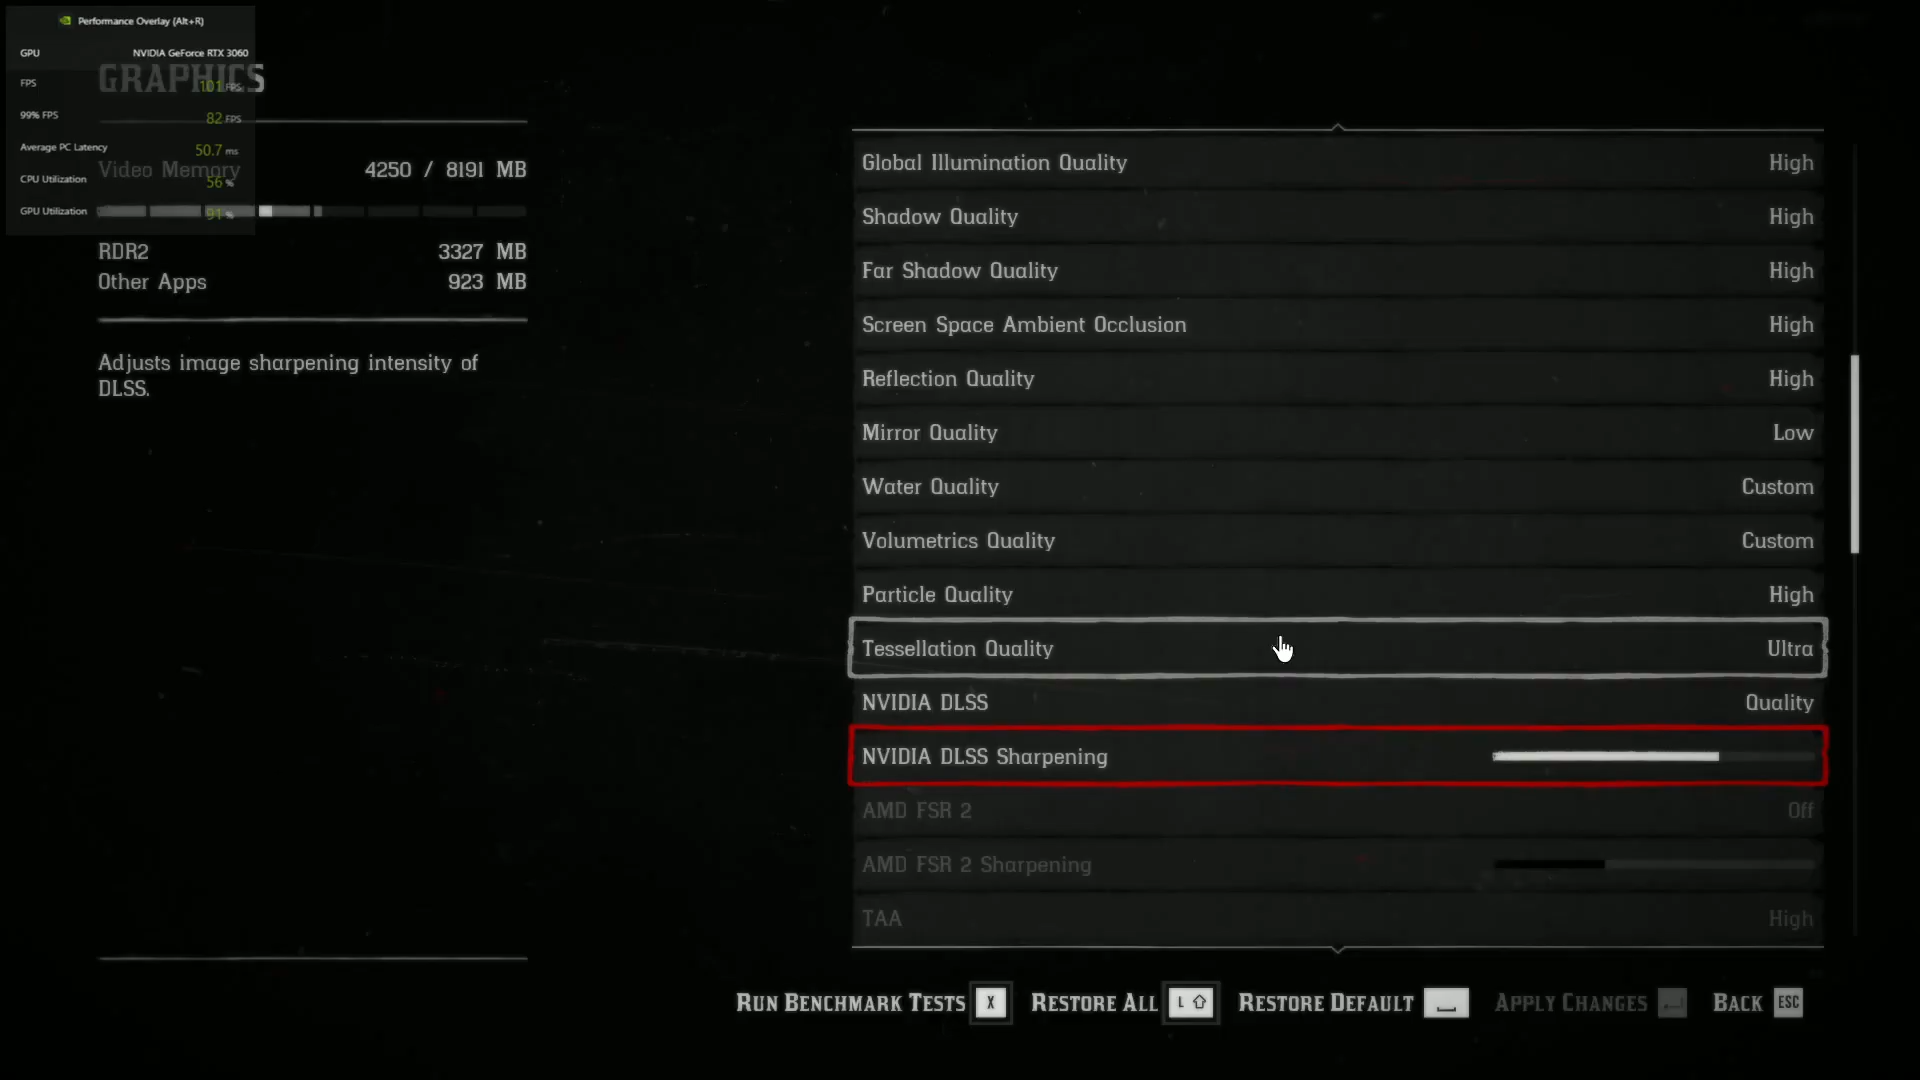 Performance Overlay (Alt+R)
GPU NVIDIA GeForce RTX 3060
GRAPHICS
FPS 101 FPS
99% FPS 82 FPS
Average PC Latency 50.7 ms
Video Memory 4250 / 8191 MB
CPU Utilization 56 %
GPU Utilization 91 %
RDR2 3327 MB
Other Apps 923 MB
Adjusts image sharpening intensity of
DLSS.
Global Illumination Quality High
Shadow Quality High
Far Shadow Quality High
Screen Space Ambient Occlusion High
Reflection Quality High
Mirror Quality Low
Water Quality Custom
Volumetrics Quality Custom
Particle Quality High
Tessellation Quality Ultra
NVIDIA DLSS Quality
NVIDIA DLSS Sharpening
AMD FSR 2 Off
AMD FSR 2 Sharpening
TAA High
RUN BENCHMARK TESTS X RESTORE ALL L RESTORE DEFAULT APPLY CHANGES BACK ESC